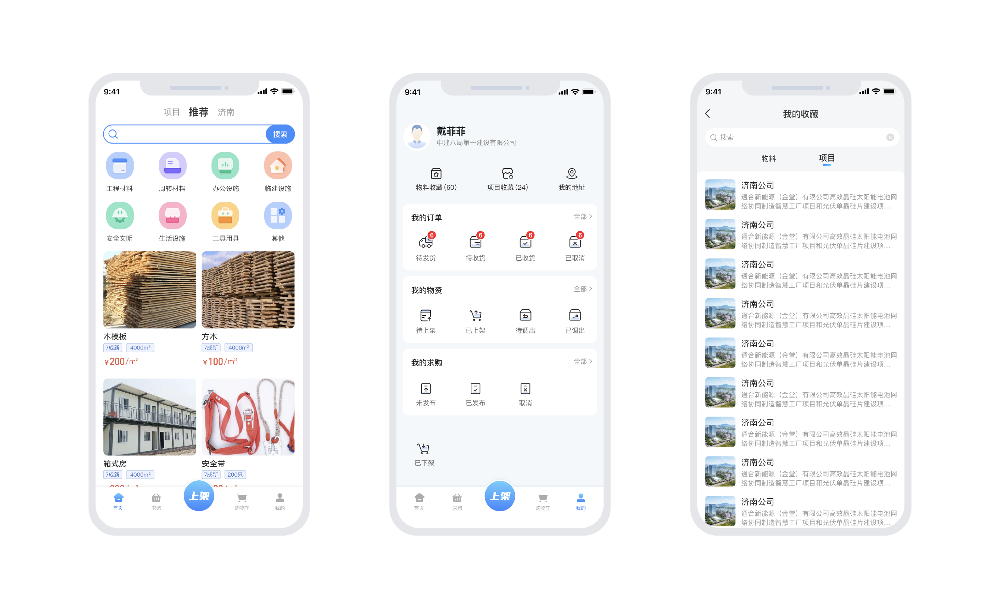 9:41
项目 推荐 济南
搜索
工程材料 周转材料 办公设施 临建设施
安全文明 生活设施 工具用具 其他
木模板 方木
7成新 4000m² 7成新 4000m²
¥200/m² ¥100/m³
箱式房 安全带
7成新 4000m² 7成新 200只
上架
首页 求购 购物车 我的
9:41
戴菲菲
中建八局第一建设有限公司
物料收藏(60) 项目收藏(24) 我的地址
我的订单 全部
6 6 6 6
待发货 待收货 已收货 已取消
我的物资 全部
待上架 已上架 待调出 已调出
我的求购 全部
未发布 已发布 取消
已下架
上架
首页 求购 购物车 我的
9:41
我的收藏
搜索
物料 项目
济南公司
通合新能源（金堂）有限公司高效晶硅太阳能电池网
络协同制造智慧工厂项目和光伏单晶硅片建设项...
济南公司
通合新能源（金堂）有限公司高效晶硅太阳能电池网
络协同制造智慧工厂项目和光伏单晶硅片建设项...
济南公司
通合新能源（金堂）有限公司高效晶硅太阳能电池网
络协同制造智慧工厂项目和光伏单晶硅片建设项...
济南公司
通合新能源（金堂）有限公司高效晶硅太阳能电池网
络协同制造智慧工厂项目和光伏单晶硅片建设项...
济南公司
通合新能源（金堂）有限公司高效晶硅太阳能电池网
络协同制造智慧工厂项目和光伏单晶硅片建设项...
济南公司
通合新能源（金堂）有限公司高效晶硅太阳能电池网
络协同制造智慧工厂项目和光伏单晶硅片建设项...
济南公司
通合新能源（金堂）有限公司高效晶硅太阳能电池网
络协同制造智慧工厂项目和光伏单晶硅片建设项...
济南公司
通合新能源（金堂）有限公司高效晶硅太阳能电池网
络协同制造智慧工厂项目和光伏单晶硅片建设项...
济南公司
通合新能源（金堂）有限公司高效晶硅太阳能电池网
络协同制造智慧工厂项目和光伏单晶硅片建设项...